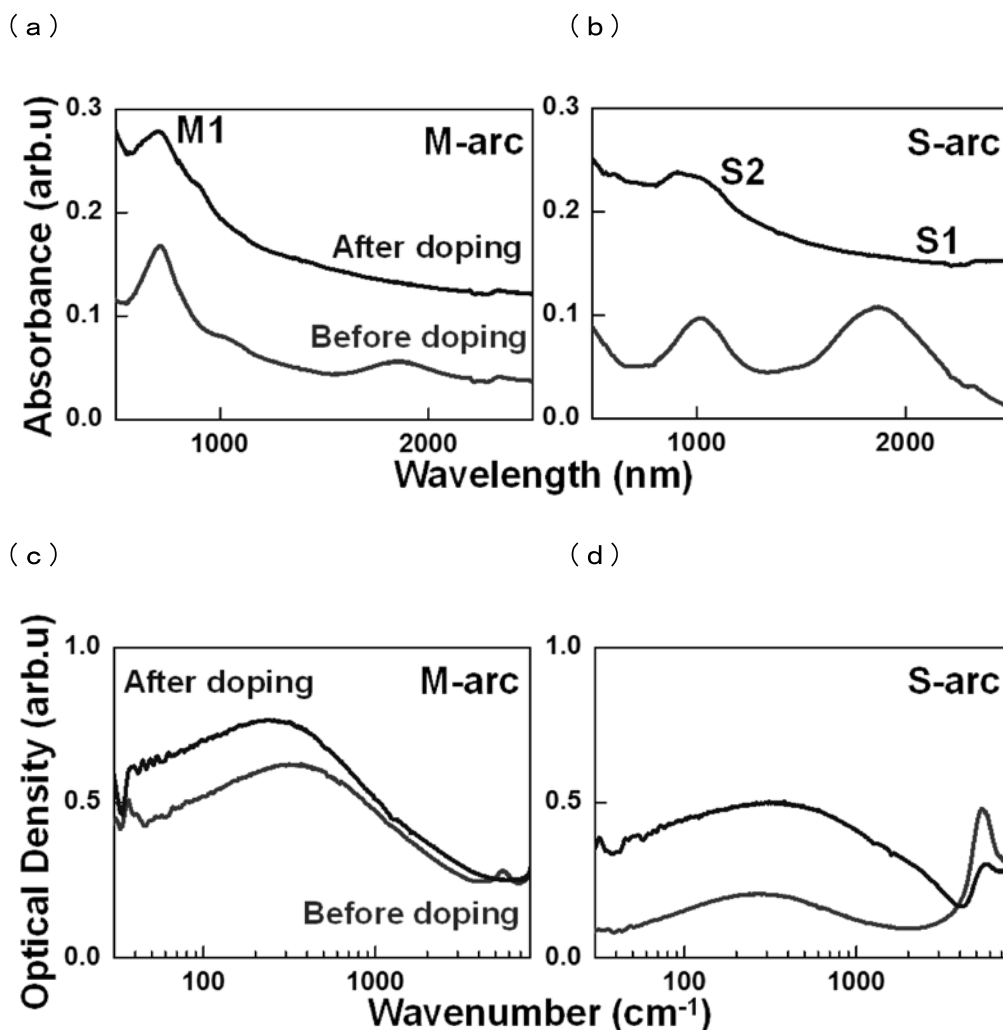 (a)
(b)
Absorbance (arb.u)
0.3
0.2
0.1
0.0
M1
M-arc
After doping
Before doping
1000
2000
0.3
0.2
0.1
0.0
S-arc
S2
S1
1000
2000
Wavelength (nm)
(c)
(d)
Optical Density (arb.u)
1.0
0.5
0.0
After doping
M-arc
Before doping
100
1000
1.0
0.5
0.0
S-arc
100
1000
Wavenumber (cm⁻¹)